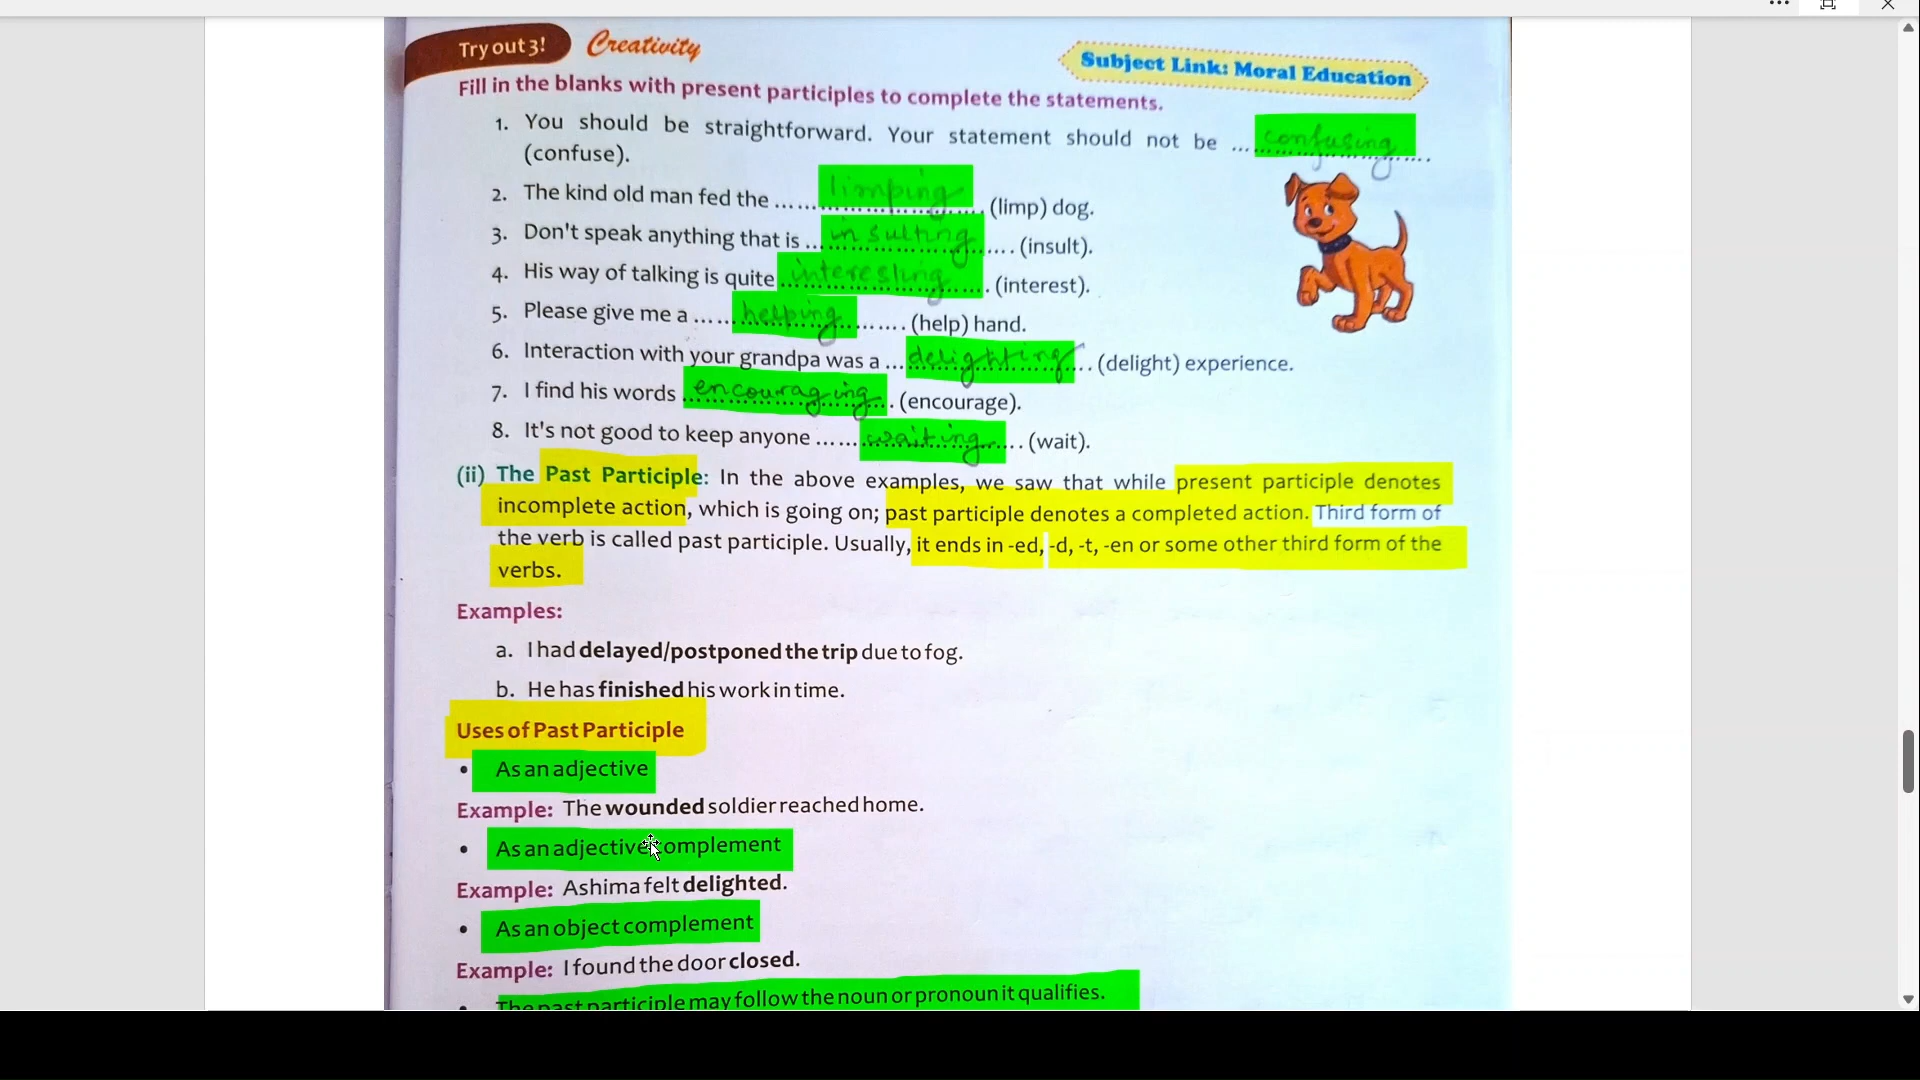 Try out 3! Creativity
Subject Link: Moral Education
Fill in the blanks with present participles to complete the statements.
1. You should be straightforward. Your statement should not be ... confusing ...
(confuse).
2. The kind old man fed the ...... limping ...... (limp) dog.
3. Don't speak anything that is ... insulting .... (insult).
4. His way of talking is quite interesting . (interest).
5. Please give me a ...... helping ....... (help) hand.
6. Interaction with your grandpa was a ... delighting .. (delight) experience.
7. I find his words encouraging . (encourage).
8. It's not good to keep anyone ...... waiting ... (wait).
(ii) The Past Participle: In the above examples, we saw that while present participle denotes
incomplete action, which is going on; past participle denotes a completed action. Third form of
the verb is called past participle. Usually, it ends in -ed, -d, -t, -en or some other third form of the
verbs.
Examples:
a. I had delayed/postponed the trip due to fog.
b. He has finished his work in time.
Uses of Past Participle
• As an adjective
Example: The wounded soldier reached home.
• As an adjective complement
Example: Ashima felt delighted.
• As an object complement
Example: I found the door closed.
• The past participle may follow the noun or pronoun it qualifies.